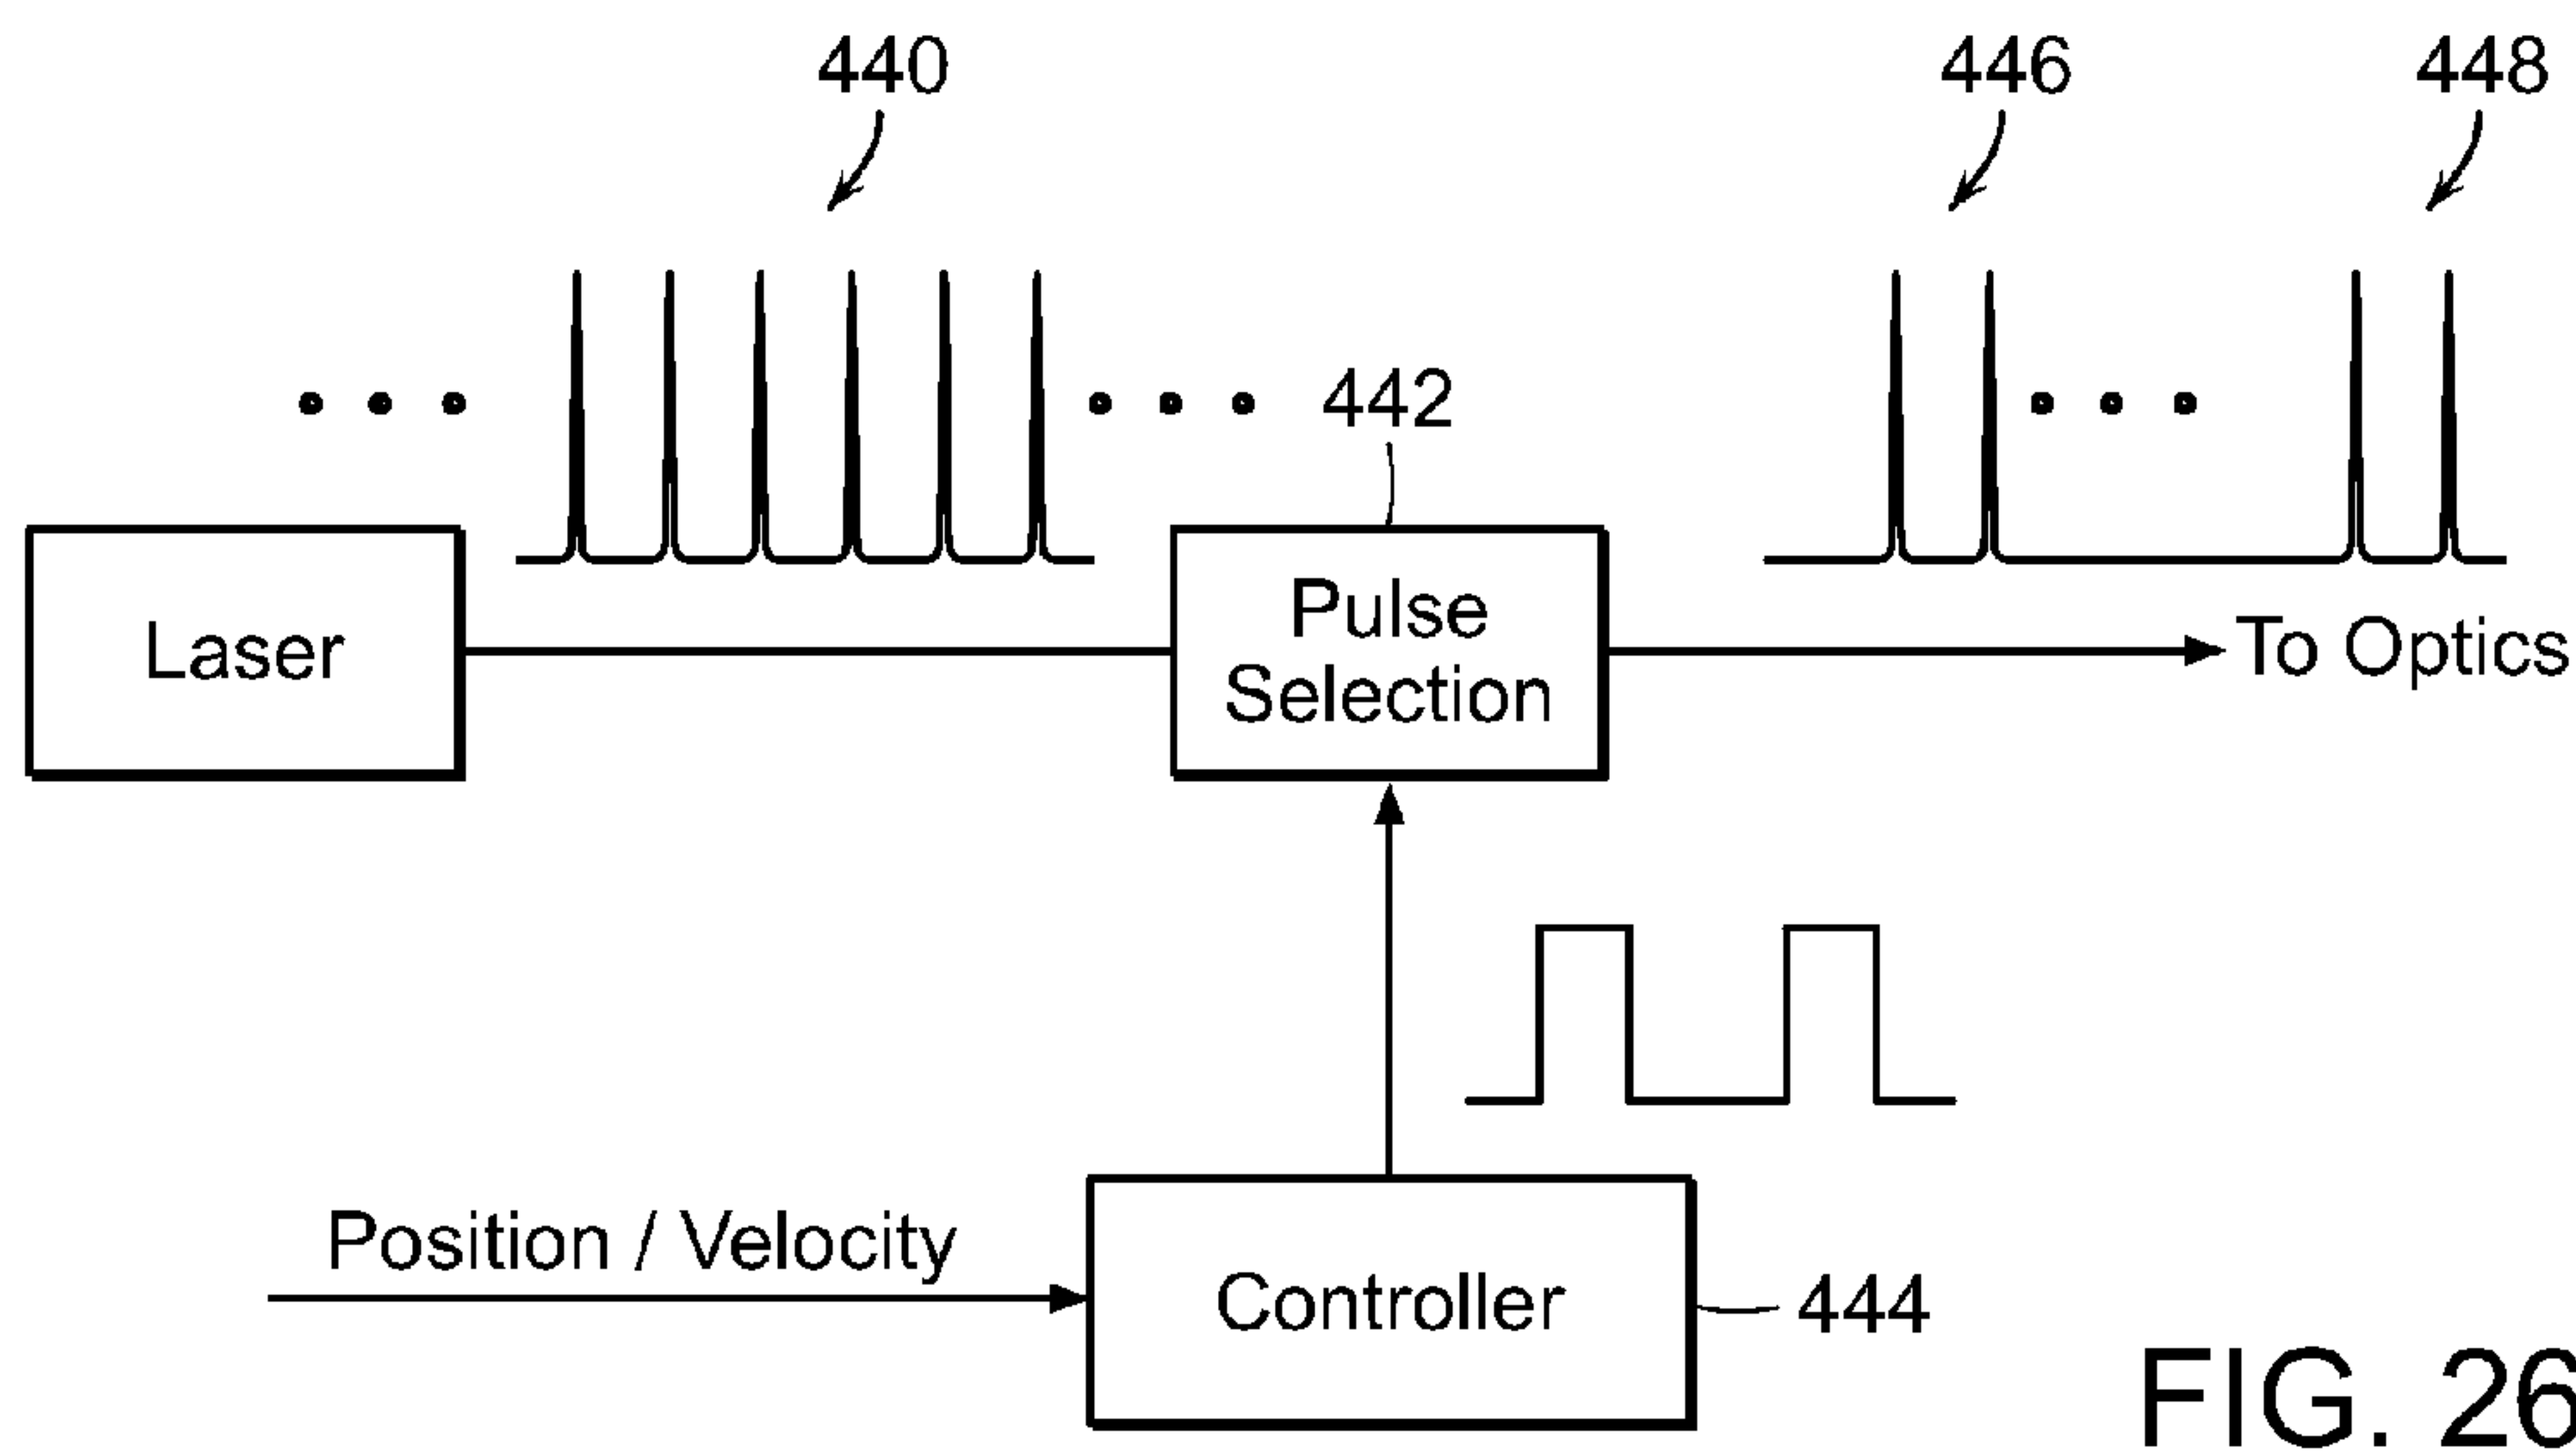 440
446
448
442
Laser
Pulse
Selection
To Optics
Position / Velocity
Controller
444
FIG. 26